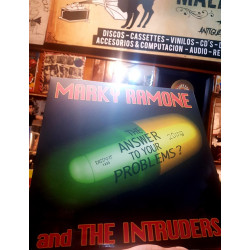 DISCOS - CASSETTES - VINILOS - CD'S -
ACCESORIOS & COMPUTACION - AUDIO - RE
MARKY RAMONE
THE
ANSWER
TO YOUR
PROBLEMS?
and THE INTRUDERS